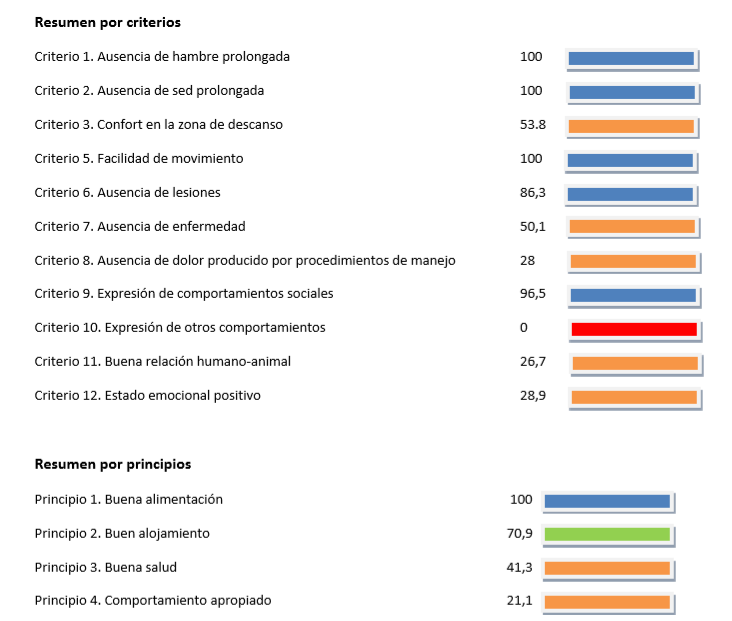 Resumen por criterios
Criterio 1. Ausencia de hambre prolongada 100
Criterio 2. Ausencia de sed prolongada 100
Criterio 3. Confort en la zona de descanso 53.8
Criterio 5. Facilidad de movimiento 100
Criterio 6. Ausencia de lesiones 86,3
Criterio 7. Ausencia de enfermedad 50,1
Criterio 8. Ausencia de dolor producido por procedimientos de manejo 28
Criterio 9. Expresión de comportamientos sociales 96,5
Criterio 10. Expresión de otros comportamientos 0
Criterio 11. Buena relación humano-animal 26,7
Criterio 12. Estado emocional positivo 28,9
Resumen por principios
Principio 1. Buena alimentación 100
Principio 2. Buen alojamiento 70,9
Principio 3. Buena salud 41,3
Principio 4. Comportamiento apropiado 21,1